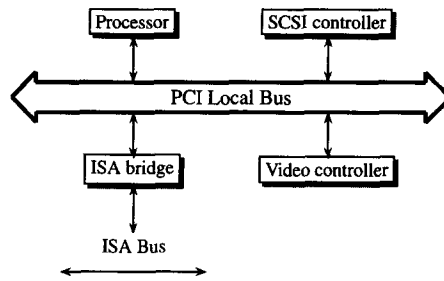 Processor
SCSI controller
PCI Local Bus
ISA bridge
Video controller
ISA Bus